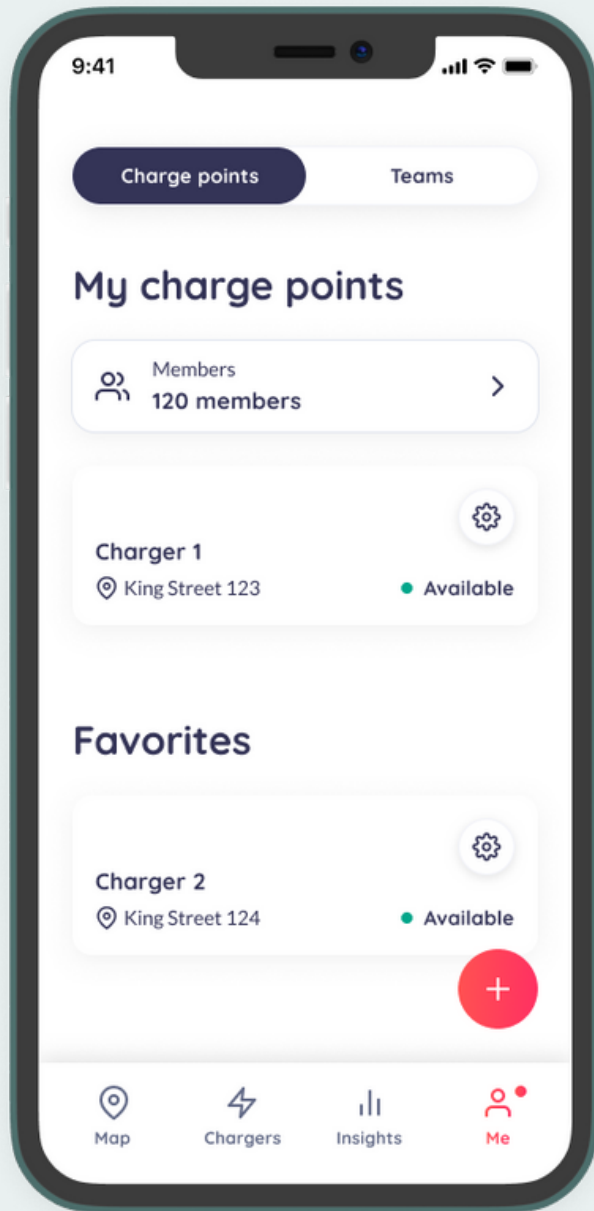 9:41
Charge points Teams
My charge points
Members
120 members
Charger 1
King Street 123 Available
Favorites
Charger 2
King Street 124 Available
Map Chargers Insights Me